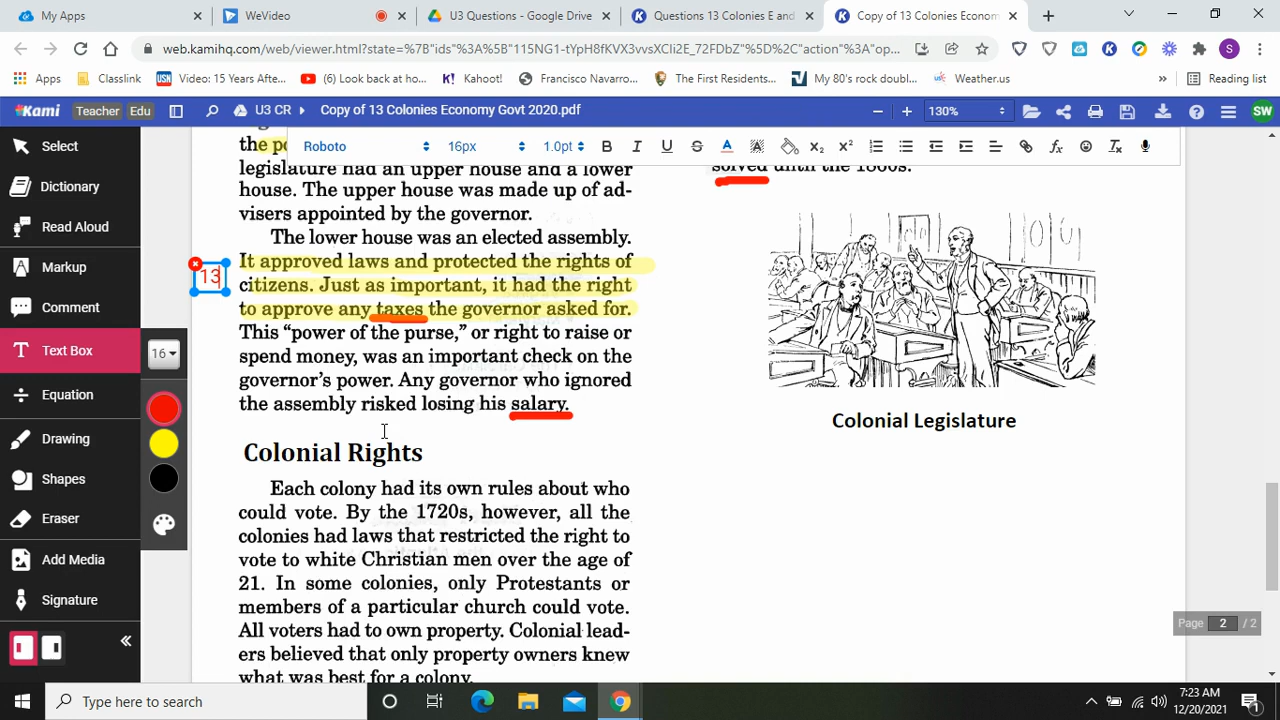 My Apps
WeVideo
U3 Questions - Google Drive
Questions 13 Colonies E and
Copy of 13 Colonies Econom
web.kamihq.com/web/viewer.html?state=%7B"ids"%3A%5B"115NG1-tYpH8fKVX3vvsXCIi2E_72FDbZ"%5D%2C"action"%3A"op...
S
Apps
Classlink
Video: 15 Years Afte...
(6) Look back at ho...
Kahoot!
Francisco Navarro...
The First Residents...
My 80's rock doubl...
Weather.us
»
Reading list
Kami
Teacher
Edu
U3 CR
Copy of 13 Colonies Economy Govt 2020.pdf
130%
SW
Select
Dictionary
Read Aloud
Markup
Comment
Text Box
Equation
Drawing
Shapes
Eraser
Add Media
Signature
16
Roboto
16px
1.0pt
the po
legislature had an upper house and a lower
house. The upper house was made up of ad-
visers appointed by the governor.
The lower house was an elected assembly.
It approved laws and protected the rights of
citizens. Just as important, it had the right
to approve any taxes the governor asked for.
This “power of the purse,” or right to raise or
spend money, was an important check on the
governor’s power. Any governor who ignored
the assembly risked losing his salary.
13
Colonial Rights
Each colony had its own rules about who
could vote. By the 1720s, however, all the
colonies had laws that restricted the right to
vote to white Christian men over the age of
21. In some colonies, only Protestants or
members of a particular church could vote.
All voters had to own property. Colonial lead-
ers believed that only property owners knew
what was best for a colony.
solved until the 1860s.
Colonial Legislature
Page 2 / 2
Type here to search
7:23 AM
12/20/2021
1